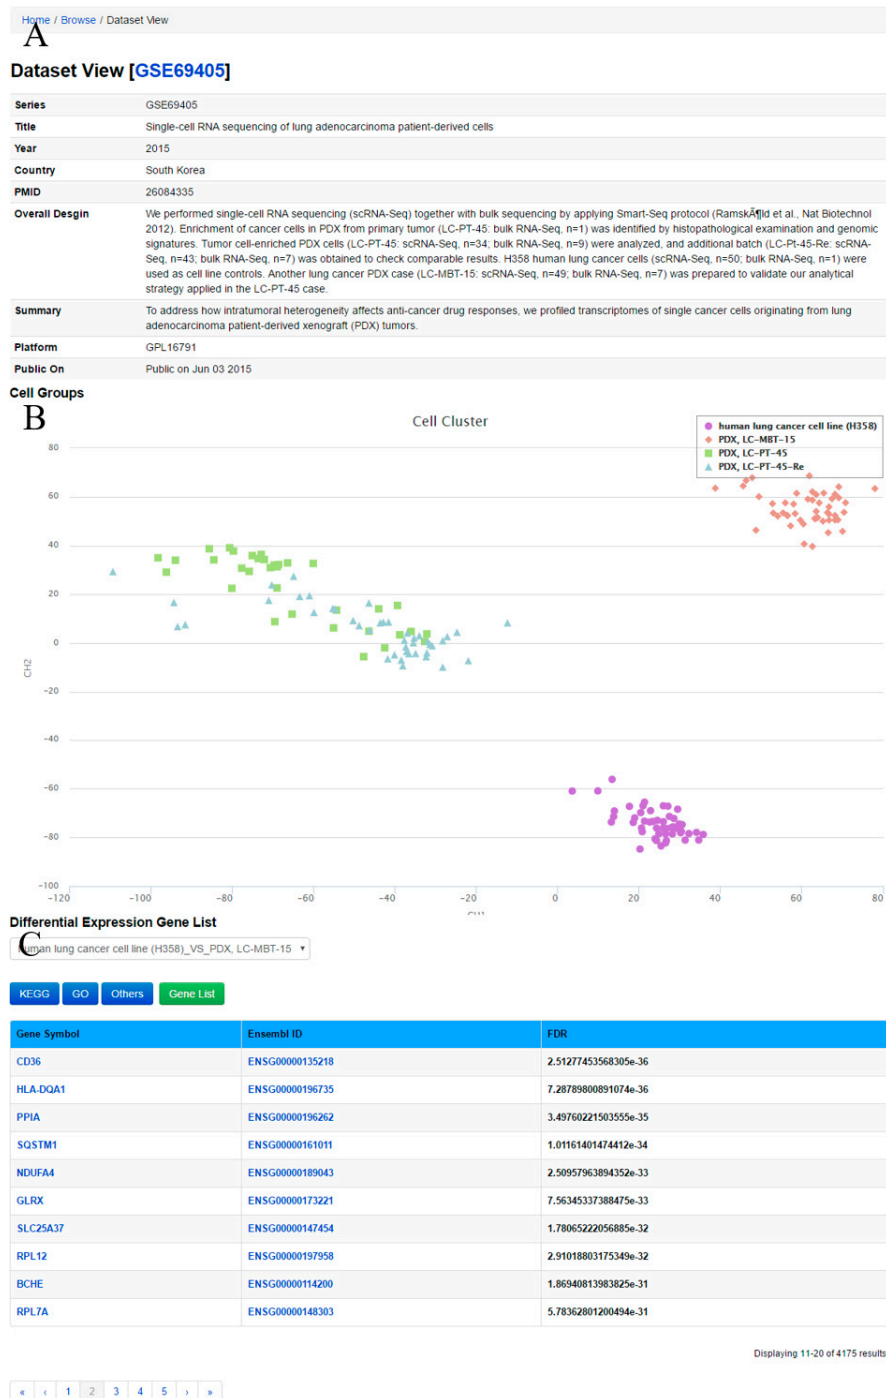 Home / Browse / Dataset View
A
Dataset View [GSE69405]
Series GSE69405
Title Single-cell RNA sequencing of lung adenocarcinoma patient-derived cells
Year 2015
Country South Korea
PMID 26084335
Overall Desgin We performed single-cell RNA sequencing (scRNA-Seq) together with bulk sequencing by applying Smart-Seq protocol (RamskÃ¶ld et al., Nat Biotechnol
2012). Enrichment of cancer cells in PDX from primary tumor (LC-PT-45: bulk RNA-Seq, n=1) was identified by histopathological examination and genomic
signatures. Tumor cell-enriched PDX cells (LC-PT-45: scRNA-Seq, n=34; bulk RNA-Seq, n=9) were analyzed, and additional batch (LC-Pt-45-Re: scRNA-
Seq, n=43; bulk RNA-Seq, n=7) was obtained to check comparable results. H358 human lung cancer cells (scRNA-Seq, n=50; bulk RNA-Seq, n=1) were
used as cell line controls. Another lung cancer PDX case (LC-MBT-15: scRNA-Seq, n=49; bulk RNA-Seq, n=7) was prepared to validate our analytical
strategy applied in the LC-PT-45 case.
Summary To address how intratumoral heterogeneity affects anti-cancer drug responses, we profiled transcriptomes of single cancer cells originating from lung
adenocarcinoma patient-derived xenograft (PDX) tumors.
Platform GPL16791
Public On Public on Jun 03 2015
Cell Groups
B
Cell Cluster
human lung cancer cell line (H358)
PDX, LC-MBT-15
PDX, LC-PT-45
PDX, LC-PT-45-Re
80
60
40
20
0
-20
-40
-60
-80
-100
CH2
-120 -100 -80 -60 -40 -20 0 20 40 60 80
CH1
Differential Expression Gene List
C
human lung cancer cell line (H358)_VS_PDX, LC-MBT-15
KEGG GO Others Gene List
Gene Symbol Ensembl ID FDR
CD36 ENSG00000135218 2.51277453568305e-36
HLA-DQA1 ENSG00000196735 7.28789800891074e-36
PPIA ENSG00000196262 3.49760221503555e-35
SQSTM1 ENSG00000161011 1.01161401474412e-34
NDUFA4 ENSG00000189043 2.50957963894352e-33
GLRX ENSG00000173221 7.56345337388475e-33
SLC25A37 ENSG00000147454 1.78065222056885e-32
RPL12 ENSG00000197958 2.91018803175349e-32
BCHE ENSG00000114200 1.86940813983825e-31
RPL7A ENSG00000148303 5.78362801200494e-31
Displaying 11-20 of 4175 results
« ‹ 1 2 3 4 5 › »